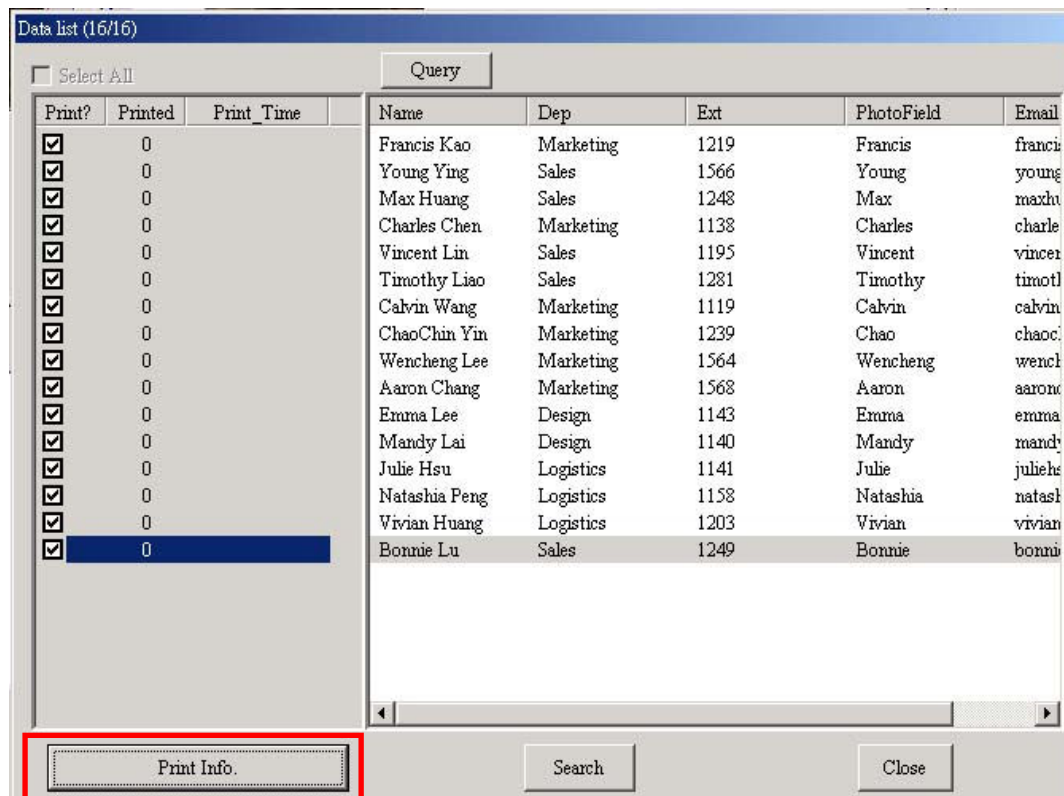 Data list (16/16)
Select All Query
Print? Printed Print_Time Name Dep Ext PhotoField Email
0 Francis Kao Marketing 1219 Francis
0 Young Ying Sales 1566 Young young
0 Max Huang Sales 1248 Max
0 Charles Chen Marketing 1138 Charles charle
0 Vincent Lin Sales 1195 Vincent
0 Timothy Liao Sales 1281 Timothy
0 Calvin Wang Marketing 1119 Calvin calvin
0 ChaoChin Yin Marketing 1239 Chao
0 Wencheng Lee Marketing 1564 Wencheng
0 Aaron Chang Marketing 1568 Aaron
0 Emma Lee Design 1143 Emma emma
0 Mandy Lai Design 1140 Mandy
0 Julie Hsu Logistics 1141 Julie
0 Natashia Peng Logistics 1158 Natashia
0 Vivian Huang Logistics 1203 Vivian vivian
0 Bonnie Lu Sales 1249 Bonnie
Print Info. Search Close